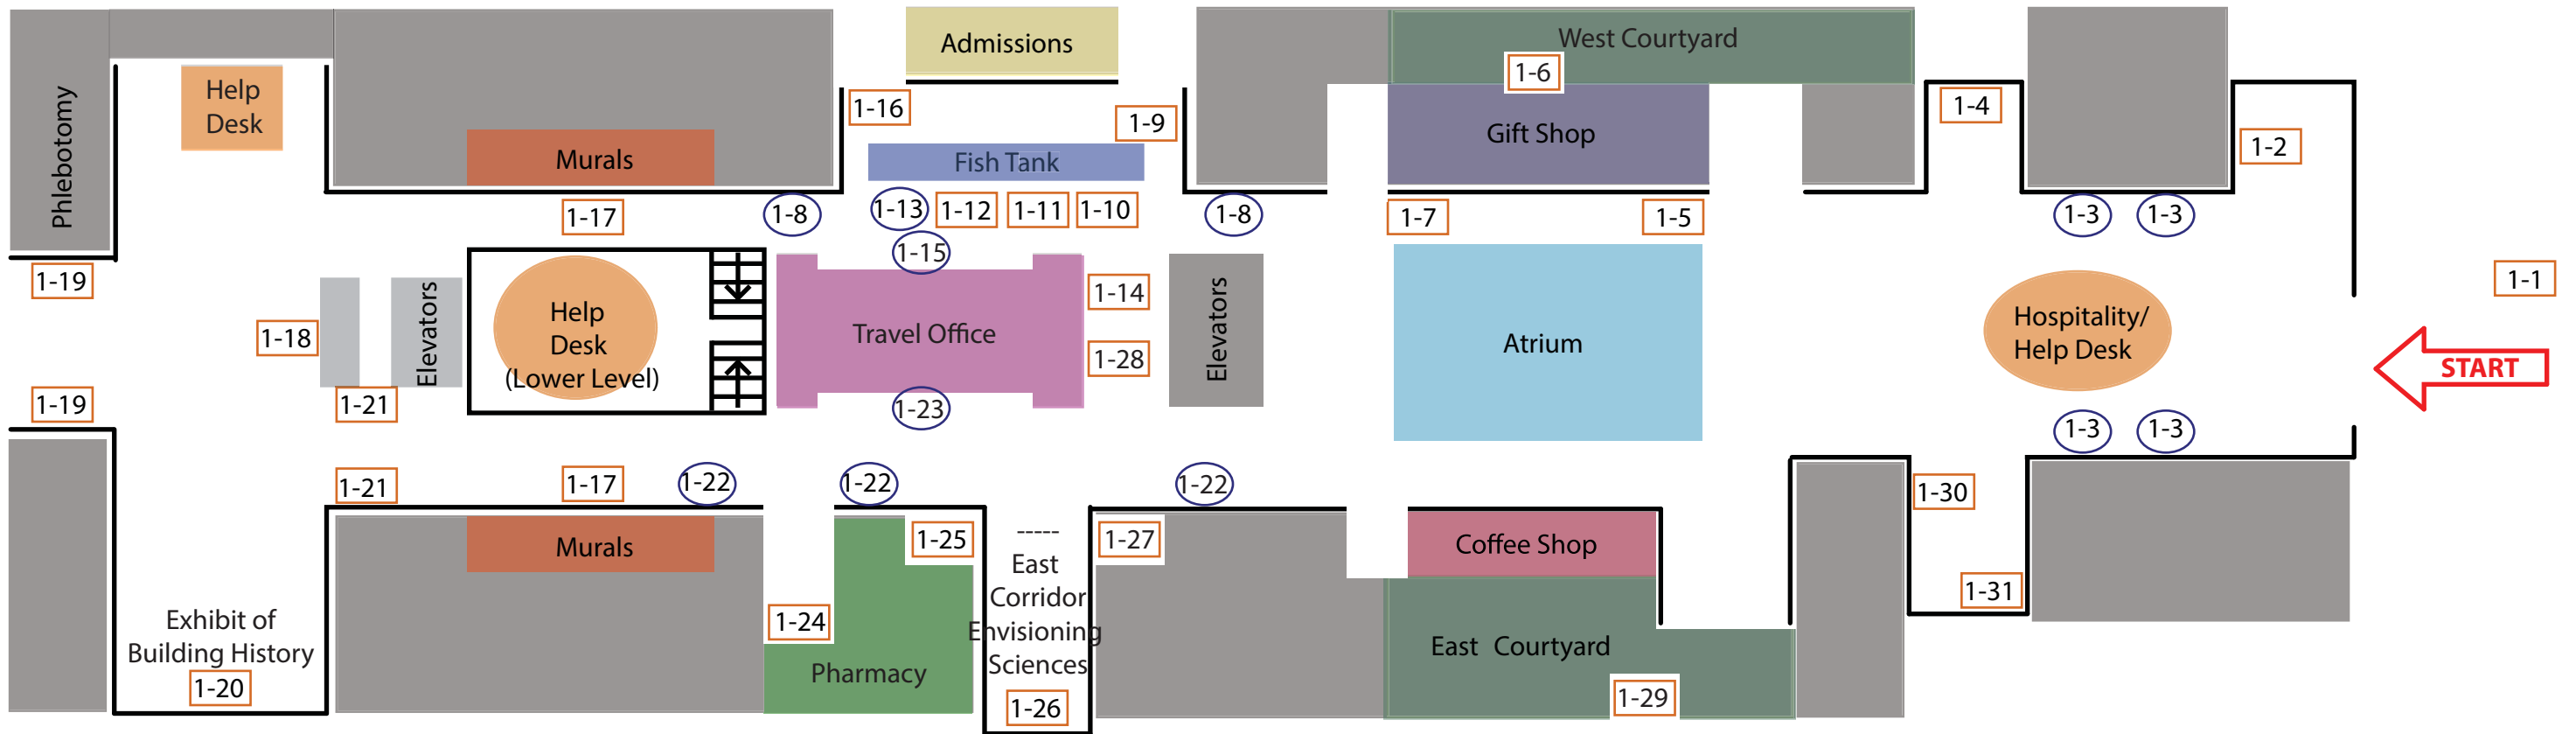 Admissions
West Courtyard
1-6
Help
Desk
1-16
1-4
1-9
Gift Shop
1-2
Phlebotomy
Murals
Fish Tank
1-17
1-8
1-13
1-12
1-11
1-10
1-8
1-7
1-5
1-3
1-3
1-15
1-19
1-14
1-1
Elevators
Help
Desk
(Lower Level)
Travel Office
Elevators
Atrium
Hospitality/
Help Desk
1-18
1-28
START
1-19
1-21
1-23
1-3
1-3
1-21
1-17
1-22
1-22
1-22
1-30
Murals
1-25
-----
East
Corridor
Envisioning
Sciences
1-27
Coffee Shop
1-31
Exhibit of
Building History
1-24
East Courtyard
Pharmacy
1-20
1-26
1-29